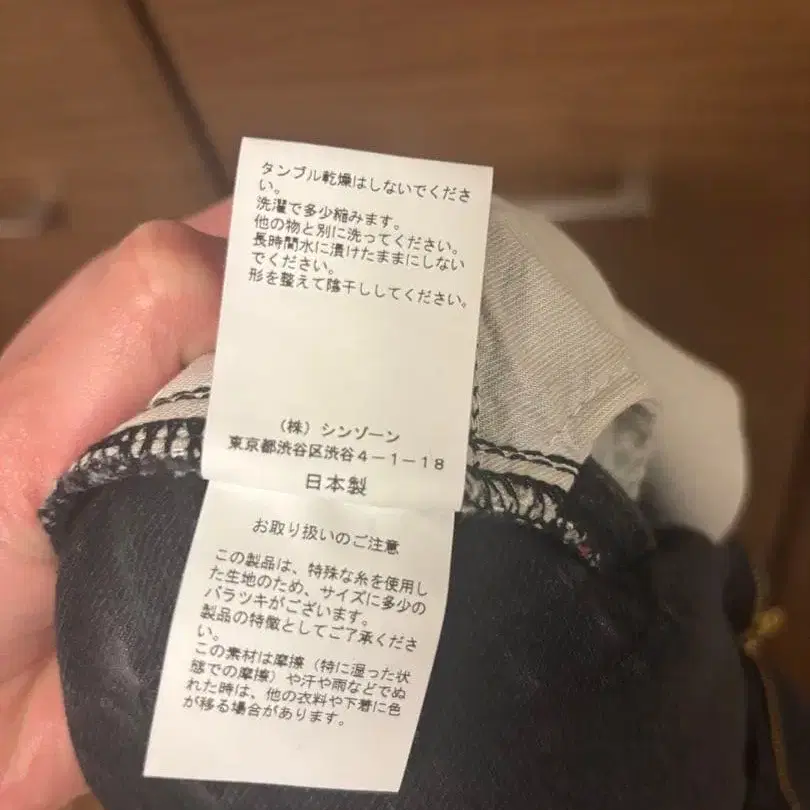 タンブル乾燥はしないでくださ
い。
洗濯で多少縮みます。
他の物と別に洗ってください。
長時間水に漬けたままにしない
でください。
形を整えて陰干ししてください。
(株) シンゾーン
東京都渋谷区渋谷4-1-18
日本製
お取り扱いのご注意
この製品は、特殊な糸を使用し
た生地のため、サイズに多少の
バラツキがございます。
製品の特徴としてご了承くださ
い。
この素材は摩擦(特に湿った状
態での摩擦)や汗や雨などでぬ
れた時は、他の衣料や下着に色
が移る場合があります。